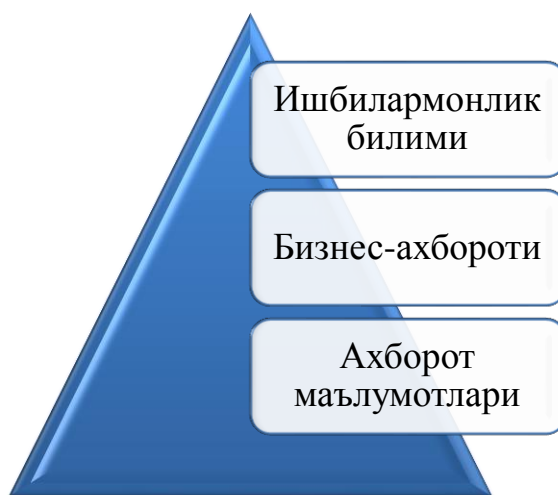 Ишбилармонлик
билими
Бизнес-ахбороти
Ахборот
маълумотлари